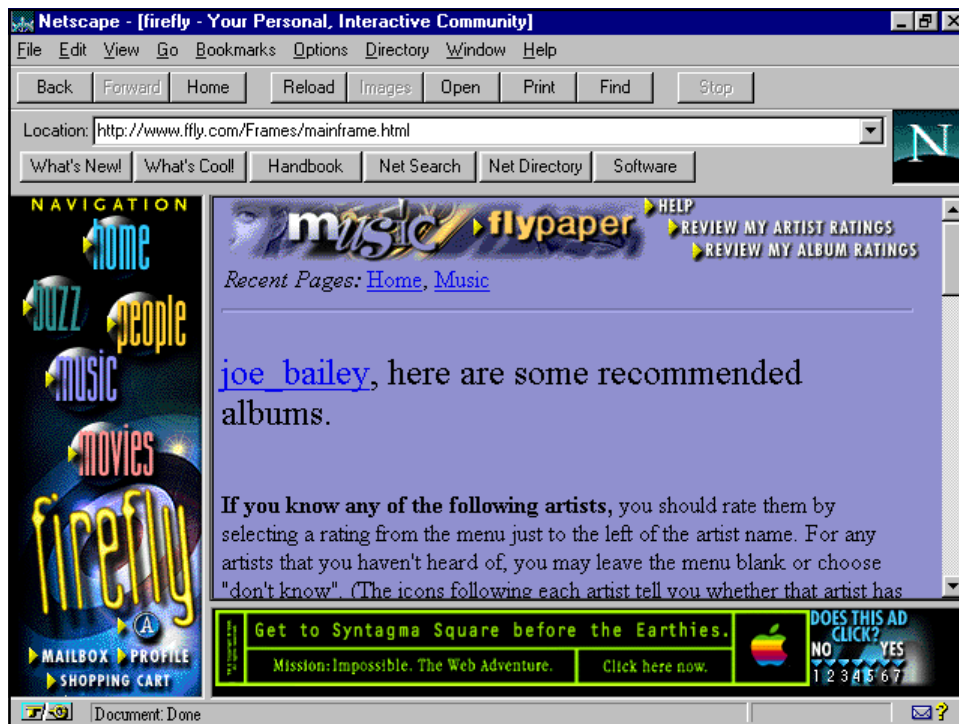 Netscape - [firefly - Your Personal, Interactive Community]
File Edit View Go Bookmarks Options Directory Window Help
Back Forward Home Reload Images Open Print Find Stop
Location: http://www.ffly.com/Frames/mainframe.html
N
What's New! What's Cool! Handbook Net Search Net Directory Software
NAVIGATION
home
buzz
people
music
movies
firefly
MAILBOX PROFILE
SHOPPING CART
music flypaper
HELP
REVIEW MY ARTIST RATINGS
REVIEW MY ALBUM RATINGS
Recent Pages: Home, Music
joe_bailey, here are some recommended
albums.
If you know any of the following artists, you should rate them by
selecting a rating from the menu just to the left of the artist name. For any
artists that you haven't heard of, you may leave the menu blank or choose
"don't know". (The icons following each artist tell you whether that artist has
Get to Syntagma Square before the Earthies.
Mission: Impossible. The Web Adventure. Click here now.
DOES THIS AD
CLICK?
NO YES
1 2 3 4 5 6 7
Document: Done